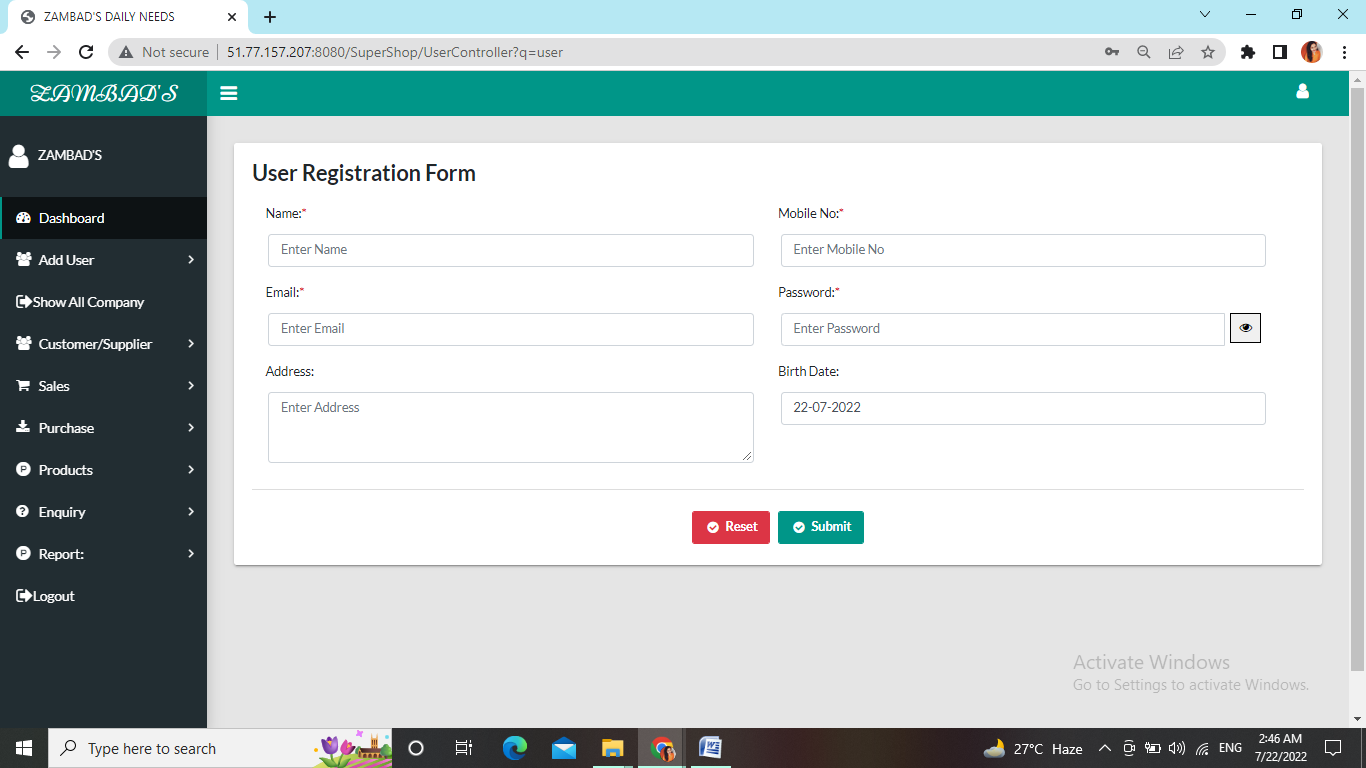 ZAMBAD'S DAILY NEEDS
Not secure
51.77.157.207:8080/SuperShop/UserController?q=user
ZAMBAD'S
ZAMBAD'S
Dashboard
Add User
Show All Company
Customer/Supplier
Sales
Purchase
Products
Enquiry
Report:
Logout
User Registration Form
Name:*
Enter Name
Mobile No:*
Enter Mobile No
Email:*
Enter Email
Password:*
Enter Password
Address:
Enter Address
Birth Date:
22-07-2022
Reset
Submit
Activate Windows
Go to Settings to activate Windows.
Type here to search
27°C Haze
ENG
2:46 AM
7/22/2022